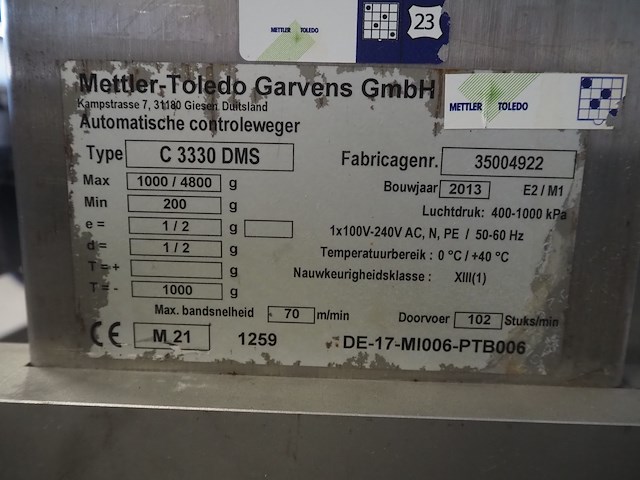 METTLER TOLEDO
23
Mettler-Toledo Garvens GmbH
Kampstrasse 7, 31180 Giesen Duitsland
METTLER TOLEDO
Automatische controleweger
Type C 3330 DMS
Fabricagenr. 35004922
Max 1000 / 4800 g
Bouwjaar 2013 E2 / M1
Min 200 g
Luchtdruk: 400-1000 kPa
e = 1 / 2 g
1x100V-240V AC, N, PE / 50-60 Hz
d = 1 / 2 g
Temperatuurbereik : 0 °C / +40 °C
T = + g
Nauwkeurigheidsklasse : XIII(1)
T = - 1000 g
Max. bandsnelheid 70 m/min
Doorvoer 102 Stuks/min
CE M 21 1259 DE-17-MI006-PTB006